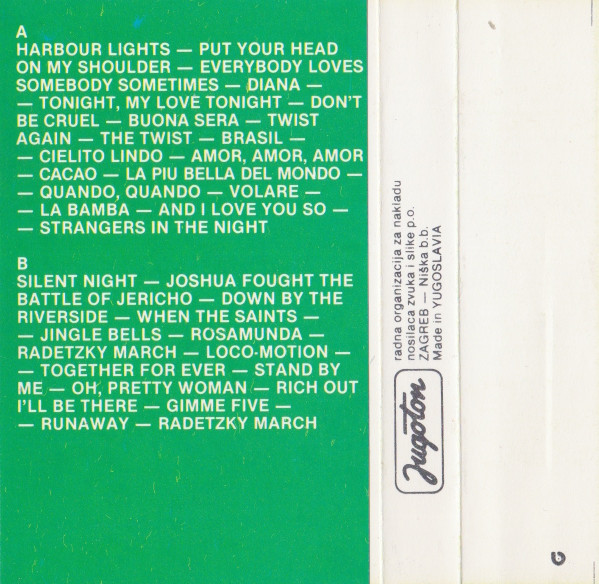 A
HARBOUR LIGHTS — PUT YOUR HEAD
ON MY SHOULDER — EVERYBODY LOVES
SOMEBODY SOMETIMES — DIANA —
— TONIGHT, MY LOVE TONIGHT — DON'T
BE CRUEL — BUONA SERA — TWIST
AGAIN — THE TWIST — BRASIL —
— CIELITO LINDO — AMOR, AMOR, AMOR
— CACAO — LA PIU BELLA DEL MONDO —
— QUANDO, QUANDO — VOLARE —
— LA BAMBA — AND I LOVE YOU SO —
— STRANGERS IN THE NIGHT
B
SILENT NIGHT — JOSHUA FOUGHT THE
BATTLE OF JERICHO — DOWN BY THE
RIVERSIDE — WHEN THE SAINTS —
— JINGLE BELLS — ROSAMUNDA —
RADETZKY MARCH — LOCO-MOTION —
— TOGETHER FOR EVER — STAND BY
ME — OH, PRETTY WOMAN — RICH OUT
I'LL BE THERE — GIMME FIVE —
— RUNAWAY — RADETZKY MARCH
radna organizacija za nakladu
nosilaca zvuka i slike p.o.
ZAGREB — Niška b.b.
Made in YUGOSLAVIA
Jugoton